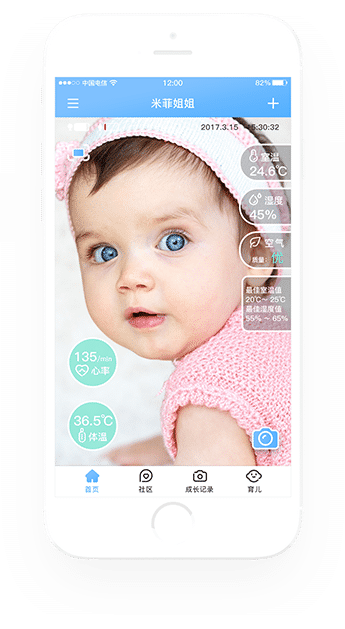 中国电信 12:00 82%
米菲姐姐
2017.3.15 15:30:32
室温
24.6℃
湿度
45%
空气
质量: 优
最佳室温值
20℃~ 25℃
最佳湿度值
55% ~ 65%
135/min
心率
36.5℃
体温
首页 社区 成长记录 育儿